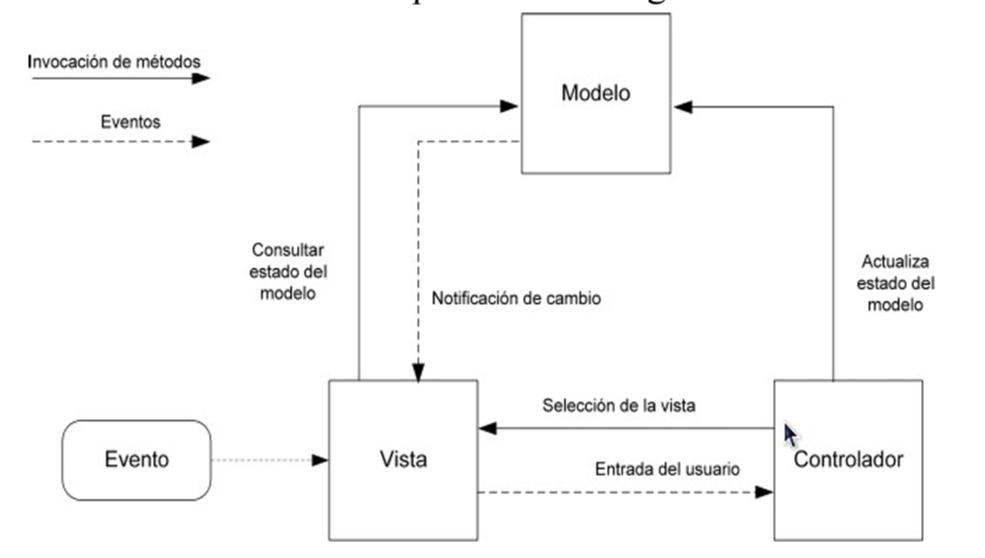 Invocación de métodos
Eventos
Modelo
Consultar
estado del
modelo
Notificación de cambio
Actualiza
estado del
modelo
Selección de la vista
Evento
Vista
Controlador
Entrada del usuario